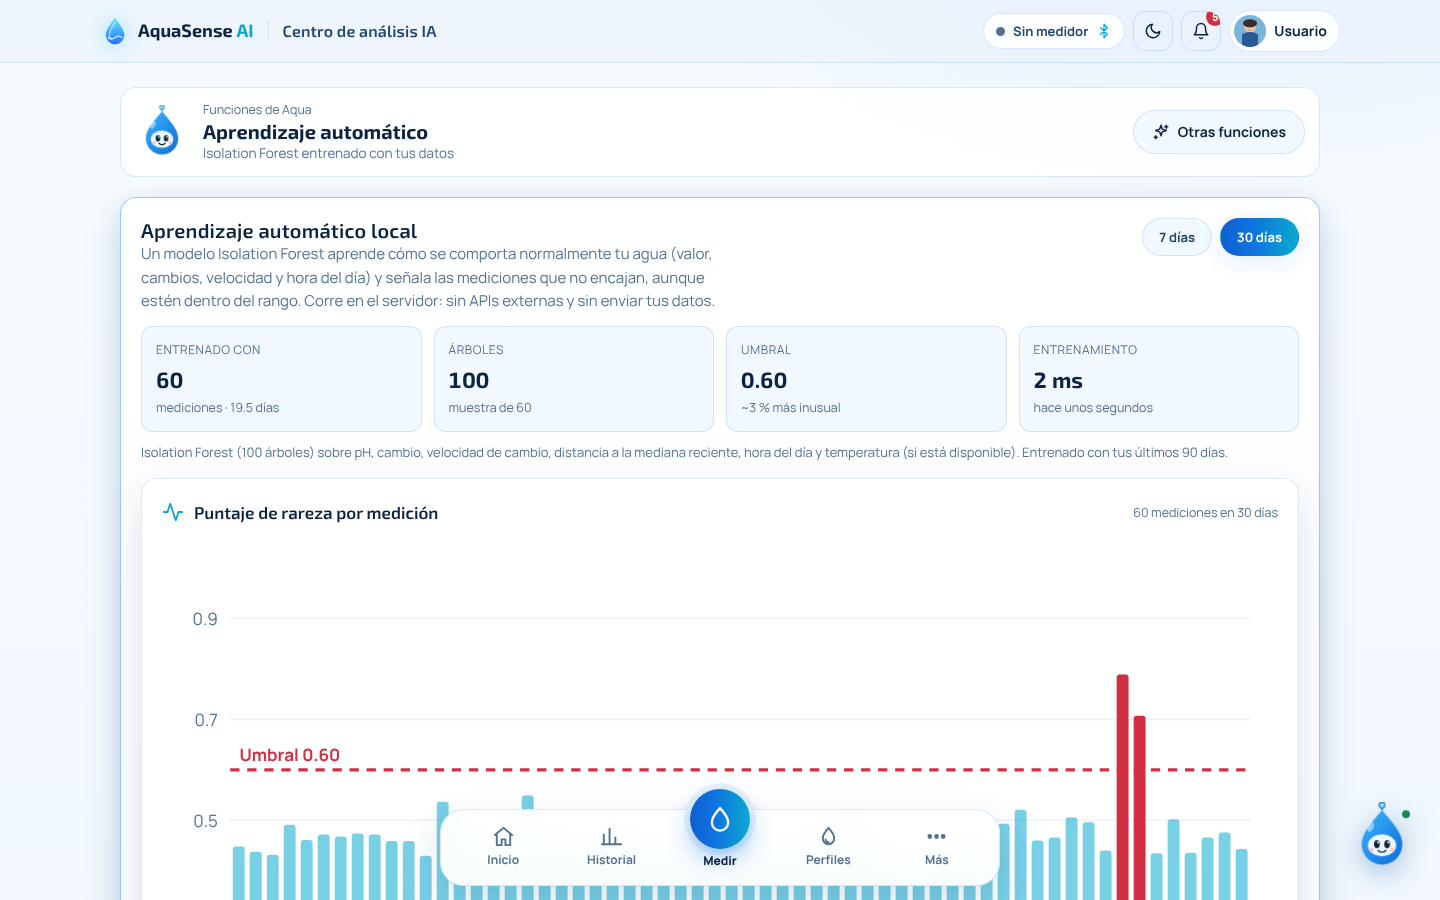 AquaSense AI
Centro de análisis IA
Sin medidor
5
Usuario
Funciones de Aqua
Aprendizaje automático
Isolation Forest entrenado con tus datos
Otras funciones
Aprendizaje automático local
Un modelo Isolation Forest aprende cómo se comporta normalmente tu agua (valor,
cambios, velocidad y hora del día) y señala las mediciones que no encajan, aunque
estén dentro del rango. Corre en el servidor: sin APIs externas y sin enviar tus datos.
7 días
30 días
ENTRENADO CON
60
mediciones · 19.5 días
ÁRBOLES
100
muestra de 60
UMBRAL
0.60
~3 % más inusual
ENTRENAMIENTO
2 ms
hace unos segundos
Isolation Forest (100 árboles) sobre pH, cambio, velocidad de cambio, distancia a la mediana reciente, hora del día y temperatura (si está disponible). Entrenado con tus últimos 90 días.
Puntaje de rareza por medición
60 mediciones en 30 días
0.9
0.7
Umbral 0.60
0.5
Inicio
Historial
Medir
Perfiles
Más